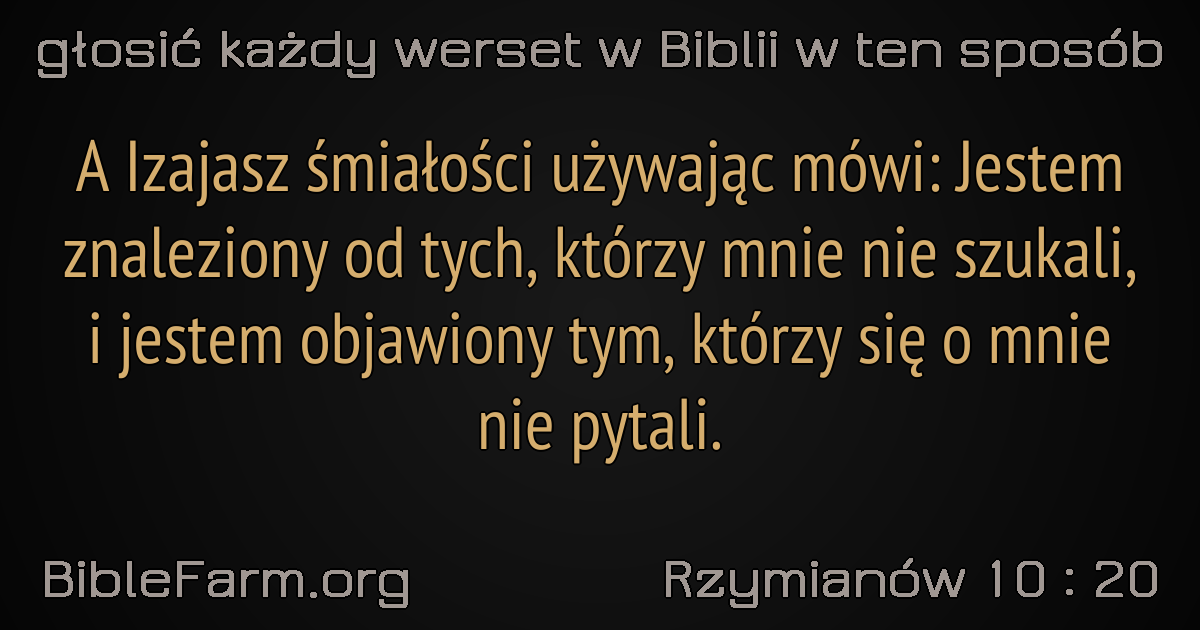 głosić każdy werset w Biblii w ten sposób
A Izajasz śmiałości używając mówi: Jestem
znaleziony od tych, którzy mnie nie szukali,
i jestem objawiony tym, którzy się o mnie
nie pytali.
BibleFarm.org
Rzymianów 10 : 20